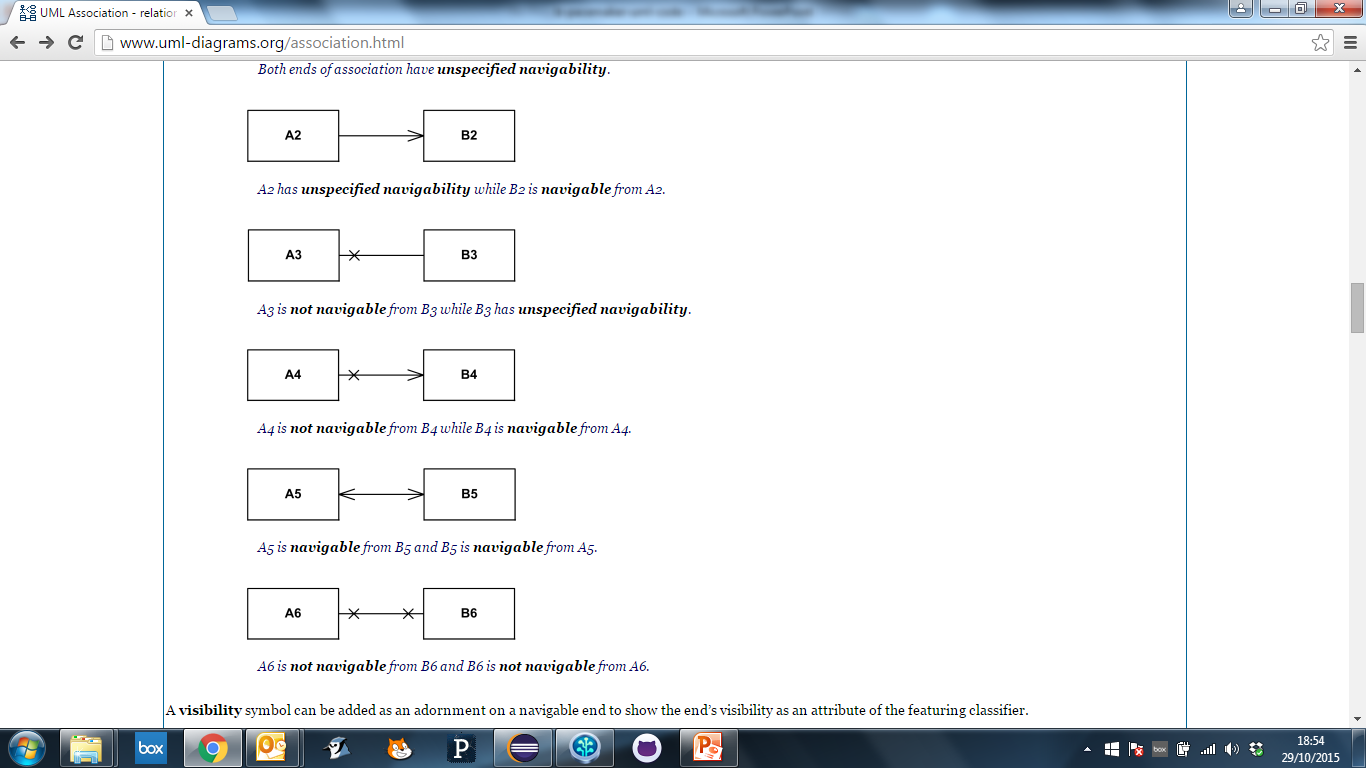 UML Association - relation
www.uml-diagrams.org/association.html
Both ends of association have unspecified navigability.
A2 B2
A2 has unspecified navigability while B2 is navigable from A2.
A3 B3
A3 is not navigable from B3 while B3 has unspecified navigability.
A4 B4
A4 is not navigable from B4 while B4 is navigable from A4.
A5 B5
A5 is navigable from B5 and B5 is navigable from A5.
A6 B6
A6 is not navigable from B6 and B6 is not navigable from A6.
A visibility symbol can be added as an adornment on a navigable end to show the end’s visibility as an attribute of the featuring classifier.
box
P
box
18:54
29/10/2015